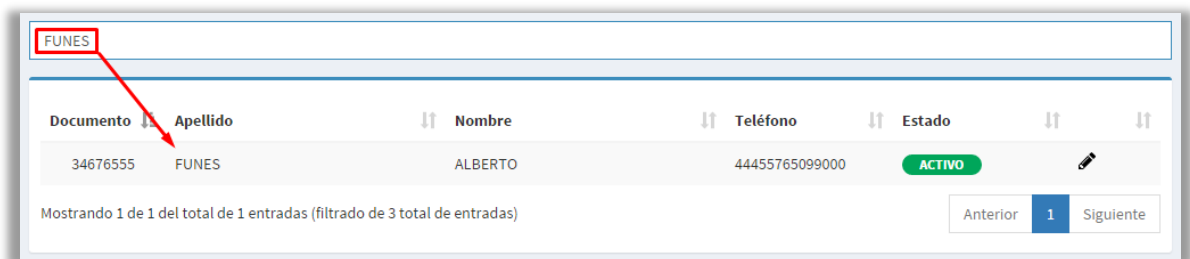 FUNES
Documento Apellido Nombre Teléfono Estado
34676555 FUNES ALBERTO 44455765099000 ACTIVO
Mostrando 1 de 1 del total de 1 entradas (filtrado de 3 total de entradas) Anterior 1 Siguiente